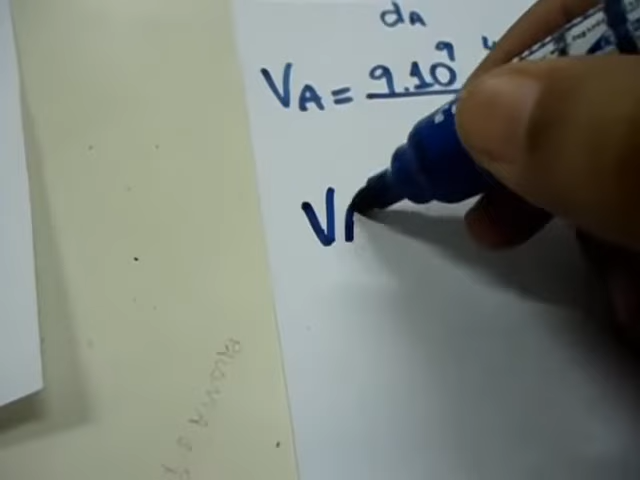 dA
VA = 9.10⁹
V